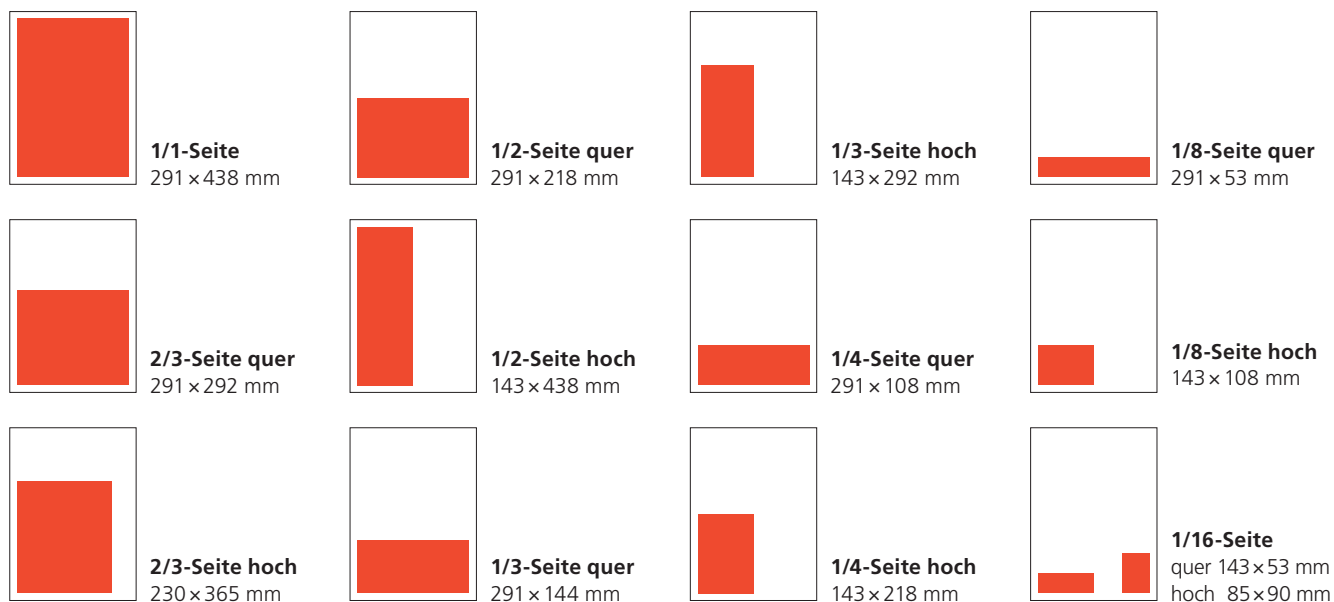 1/1-Seite
291 × 438 mm
1/2-Seite quer
291 × 218 mm
1/3-Seite hoch
143 × 292 mm
1/8-Seite quer
291 × 53 mm
2/3-Seite quer
291 × 292 mm
1/2-Seite hoch
143 × 438 mm
1/4-Seite quer
291 × 108 mm
1/8-Seite hoch
143 × 108 mm
2/3-Seite hoch
230 × 365 mm
1/3-Seite quer
291 × 144 mm
1/4-Seite hoch
143 × 218 mm
1/16-Seite
quer 143 × 53 mm
hoch 85 × 90 mm